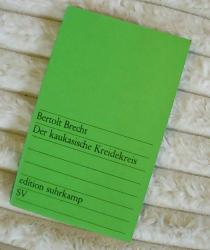 Bertolt Brecht
Der kaukasische Kreidekreis
edition suhrkamp
SV